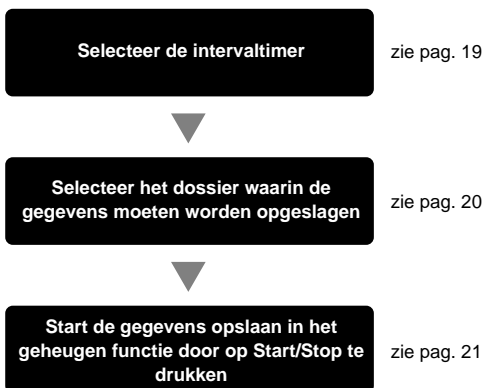 Selecteer de intervaltimer
zie pag. 19
Selecteer het dossier waarin de
gegevens moeten worden opgeslagen
zie pag. 20
Start de gegevens opslaan in het
geheugen functie door op Start/Stop te
drukken
zie pag. 21